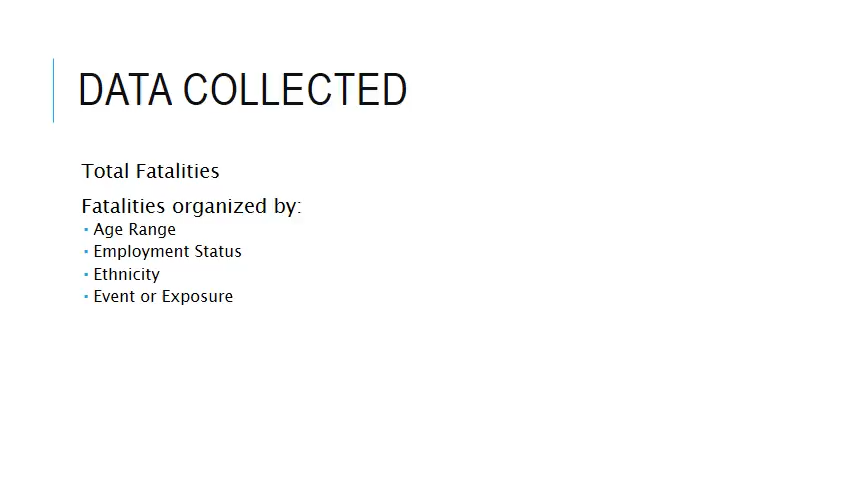 DATA COLLECTED
Total Fatalities
Fatalities organized by:
▪ Age Range
▪ Employment Status
▪ Ethnicity
▪ Event or Exposure